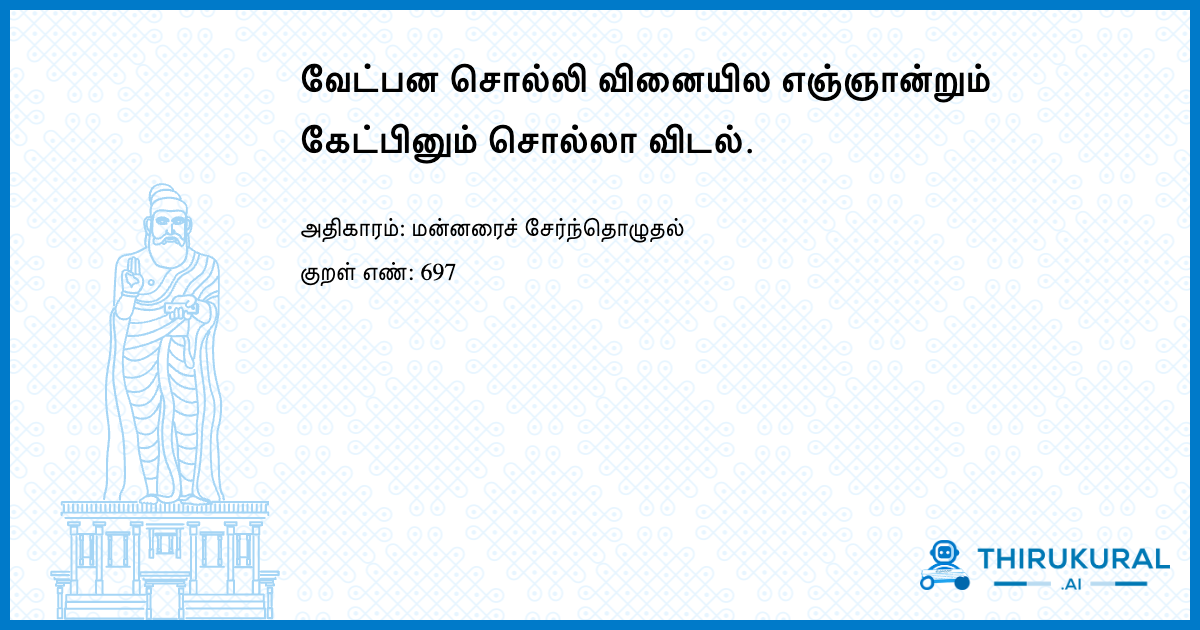 வேட்பன சொல்லி வினையில எஞ்ஞான்றும்
கேட்பினும் சொல்லா விடல்.
அதிகாரம்: மன்னரைச் சேர்ந்தொழுதல்
குறள் எண்: 697
THIRUKURAL
.AI